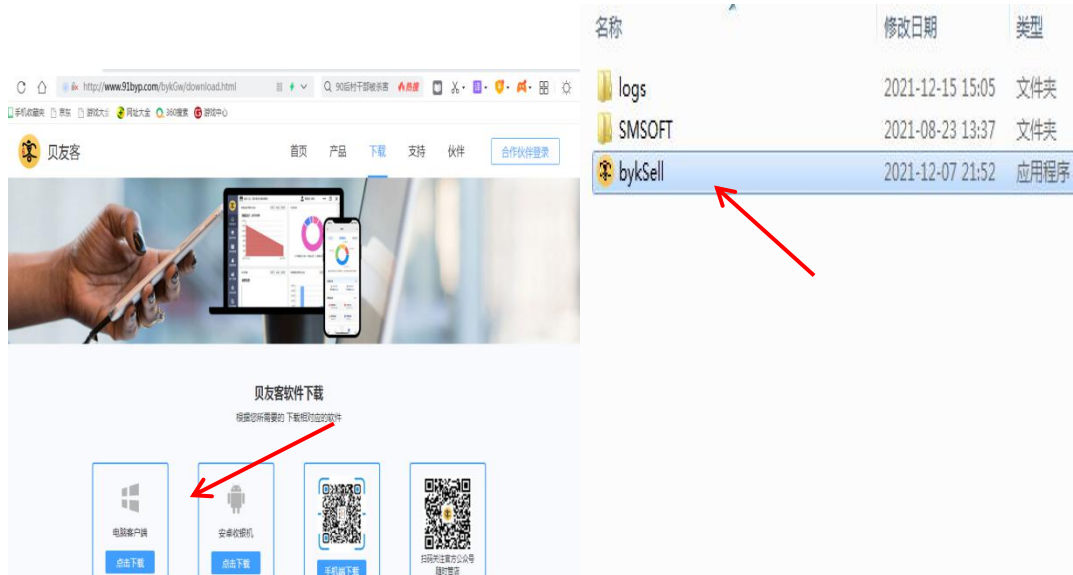 http://www.91byp.com/bykGw/download.html
90后村干部被杀害 热搜
手机收藏夹 京东 游戏大全 网址大全 360搜索 游戏中心
贝友客
首页 产品 下载 支持 伙伴 合作伙伴登录
贝友客软件下载
根据您所需要的 下载相对应的软件
电脑客户端
点击下载
安卓收银机
点击下载
手机端下载
扫码关注官方公众号
随时营店
名称 修改日期 类型
logs 2021-12-15 15:05 文件夹
SMSOFT 2021-08-23 13:37 文件夹
bykSell 2021-12-07 21:52 应用程序